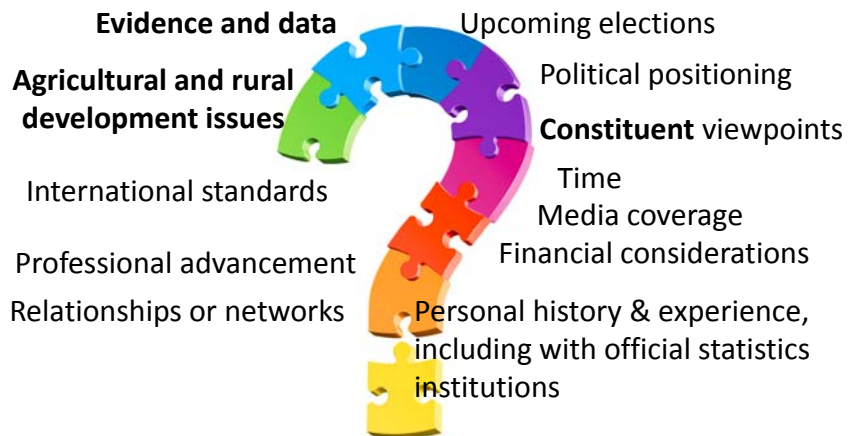 Evidence and data
Agricultural and rural
development issues
International standards
Professional advancement
Relationships or networks
Upcoming elections
Political positioning
Constituent viewpoints
Time
Media coverage
Financial considerations
Personal history & experience,
including with official statistics
institutions